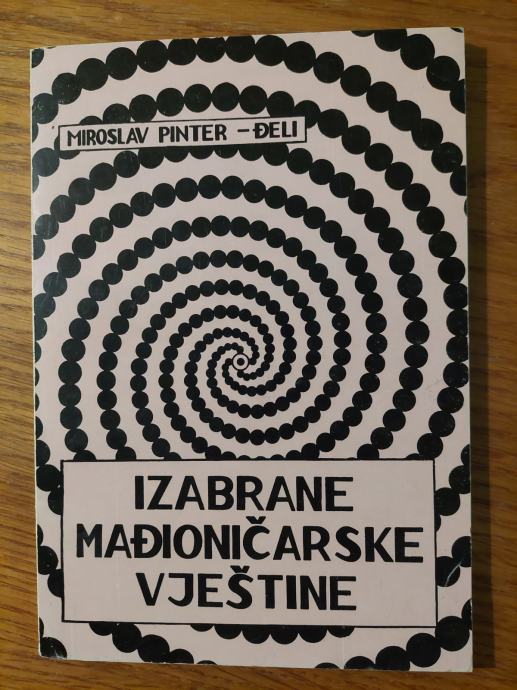 MIROSLAV PINTER -ĐELI
IZABRANE
MAĐIONIČARSKE
VJEŠTINE